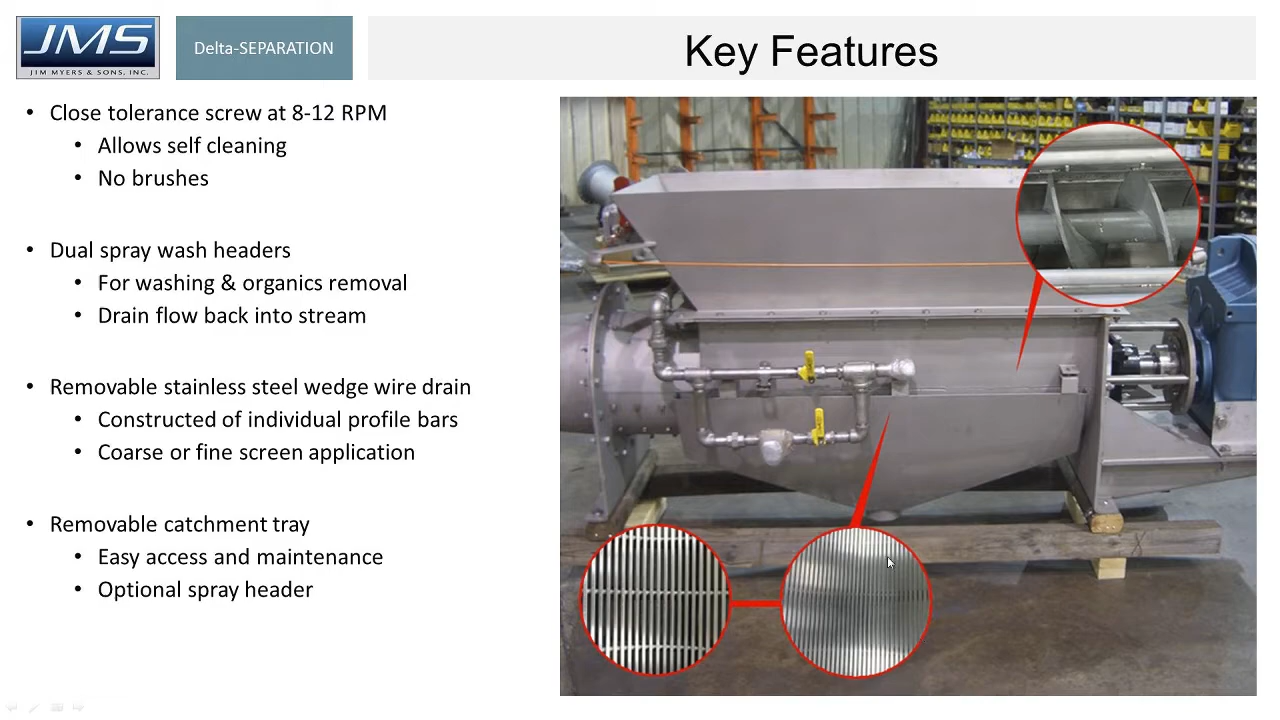 JMS
JIM MYERS & SONS, INC.
Delta-SEPARATION
Key Features
• Close tolerance screw at 8-12 RPM
• Allows self cleaning
• No brushes
• Dual spray wash headers
• For washing & organics removal
• Drain flow back into stream
• Removable stainless steel wedge wire drain
• Constructed of individual profile bars
• Coarse or fine screen application
• Removable catchment tray
• Easy access and maintenance
• Optional spray header